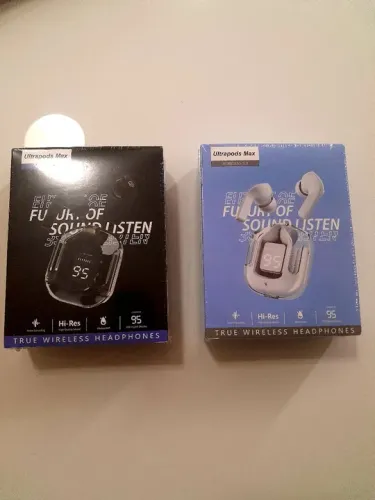 Ultrapods Max
FUTURE OF
SOUND LISTEN
95
Hi-Res
95
TRUE WIRELESS HEADPHONES
Ultrapods Max
FUTURE OF
SOUND LISTEN
95
Hi-Res
95
TRUE WIRELESS HEADPHONES